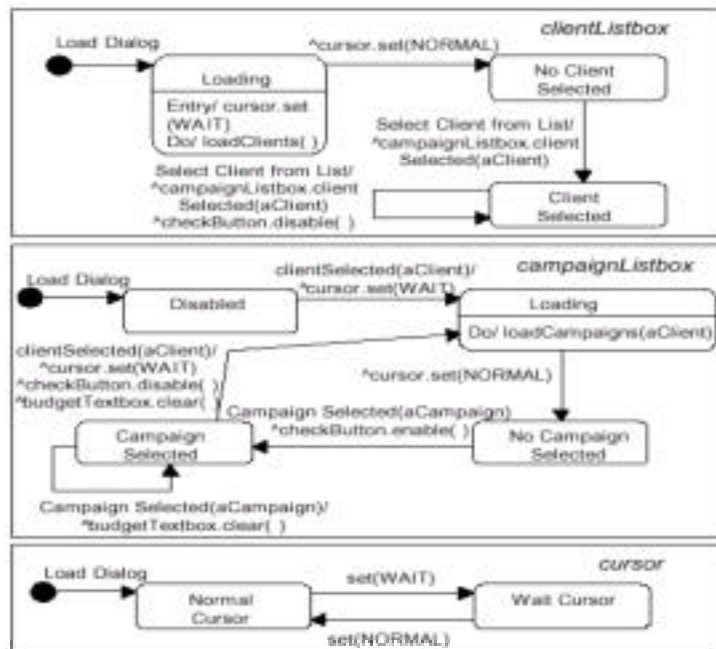 clientListbox
Load Dialog
^cursor.set(NORMAL)
Loading
Entry/ cursor.set
(WAIT)
Do/ loadClients( )
No Client
Selected
Select Client from List/
^campaignListbox.client
Selected(aClient)
Select Client from List/
^campaignListbox.client
Selected(aClient)
^checkButton.disable( )
Client
Selected
campaignListbox
Load Dialog
clientSelected(aClient)/
^cursor.set(WAIT)
Disabled
Loading
Do/ loadCampaigns(aClient)
clientSelected(aClient)/
^cursor.set(WAIT)
^checkButton.disable( )
^budgetTextbox.clear( )
^cursor.set(NORMAL)
Campaign Selected(aCampaign)
^checkButton.enable( )
Campaign
Selected
No Campaign
Selected
Campaign Selected(aCampaign)/
^budgetTextbox.clear( )
cursor
Load Dialog
set(WAIT)
Normal
Cursor
Wait Cursor
set(NORMAL)